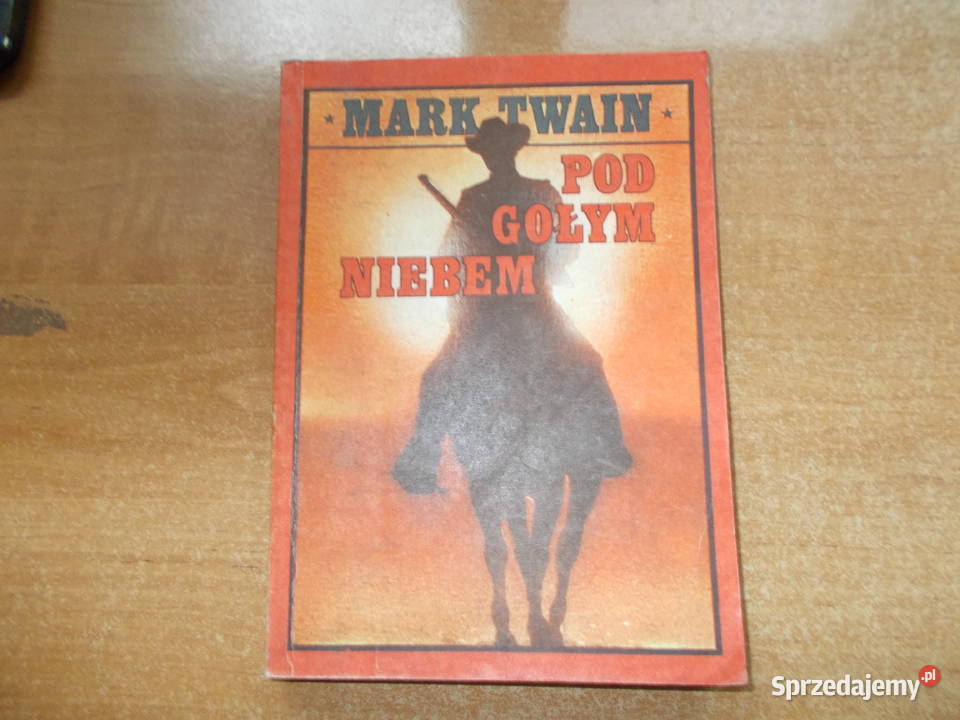 ★ MARK TWAIN ★
POD
GOŁYM
NIEBEM
Sprzedajemy.pl